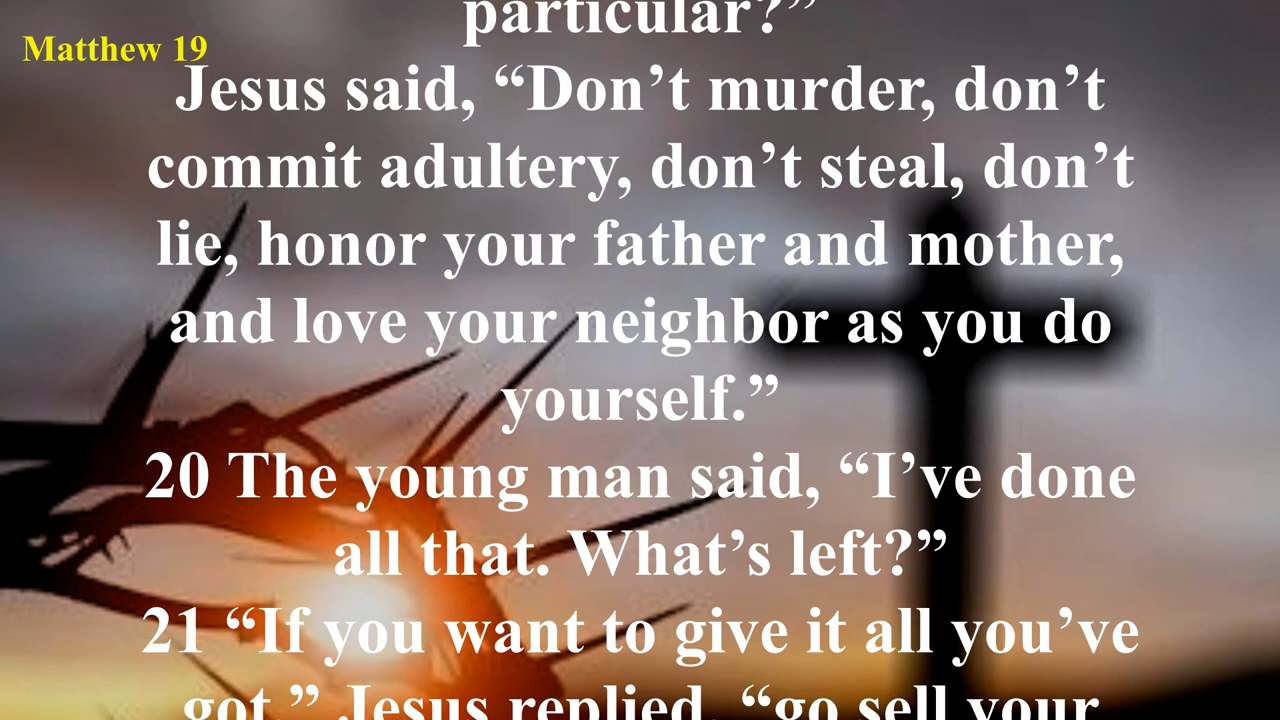 particular?”
Matthew 19
Jesus said, “Don’t murder, don’t
commit adultery, don’t steal, don’t
lie, honor your father and mother,
and love your neighbor as you do
yourself.”
20 The young man said, “I’ve done
all that. What’s left?”
21 “If you want to give it all you’ve
got,” Jesus replied, “go sell your